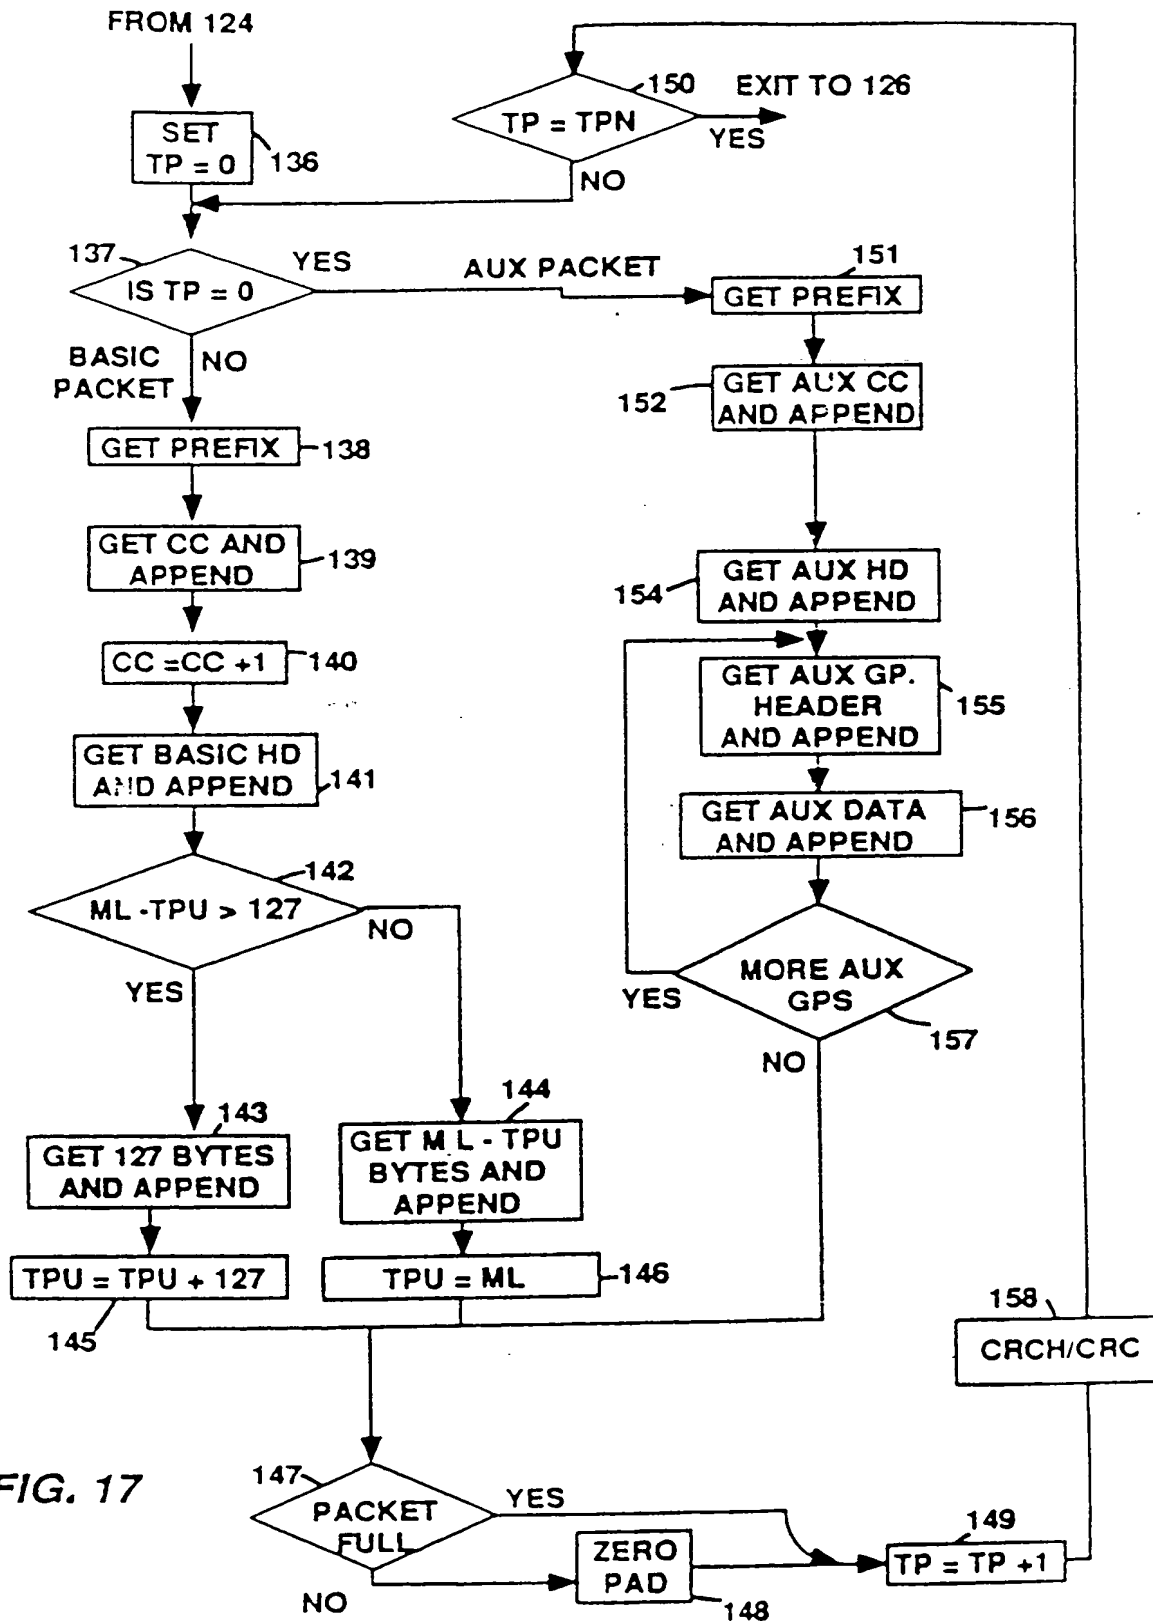 FROM 124
SET
TP = 0
136
150
TP = TPN
EXIT TO 126
YES
NO
137
IS TP = 0
YES
AUX PACKET
BASIC
PACKET
NO
151
GET PREFIX
152
GET AUX CC
AND APPEND
GET PREFIX
138
GET CC AND
APPEND
139
CC =CC +1
140
GET BASIC HD
AND APPEND
141
154
GET AUX HD
AND APPEND
GET AUX GP.
HEADER
AND APPEND
155
GET AUX DATA
AND APPEND
156
142
ML -TPU > 127
NO
YES
MORE AUX
GPS
YES
157
NO
143
GET 127 BYTES
AND APPEND
144
GET ML - TPU
BYTES AND
APPEND
TPU = TPU + 127
145
TPU = ML
146
158
CRCH/CRC
FIG. 17
147
PACKET
FULL
YES
NO
ZERO
PAD
148
149
TP = TP +1